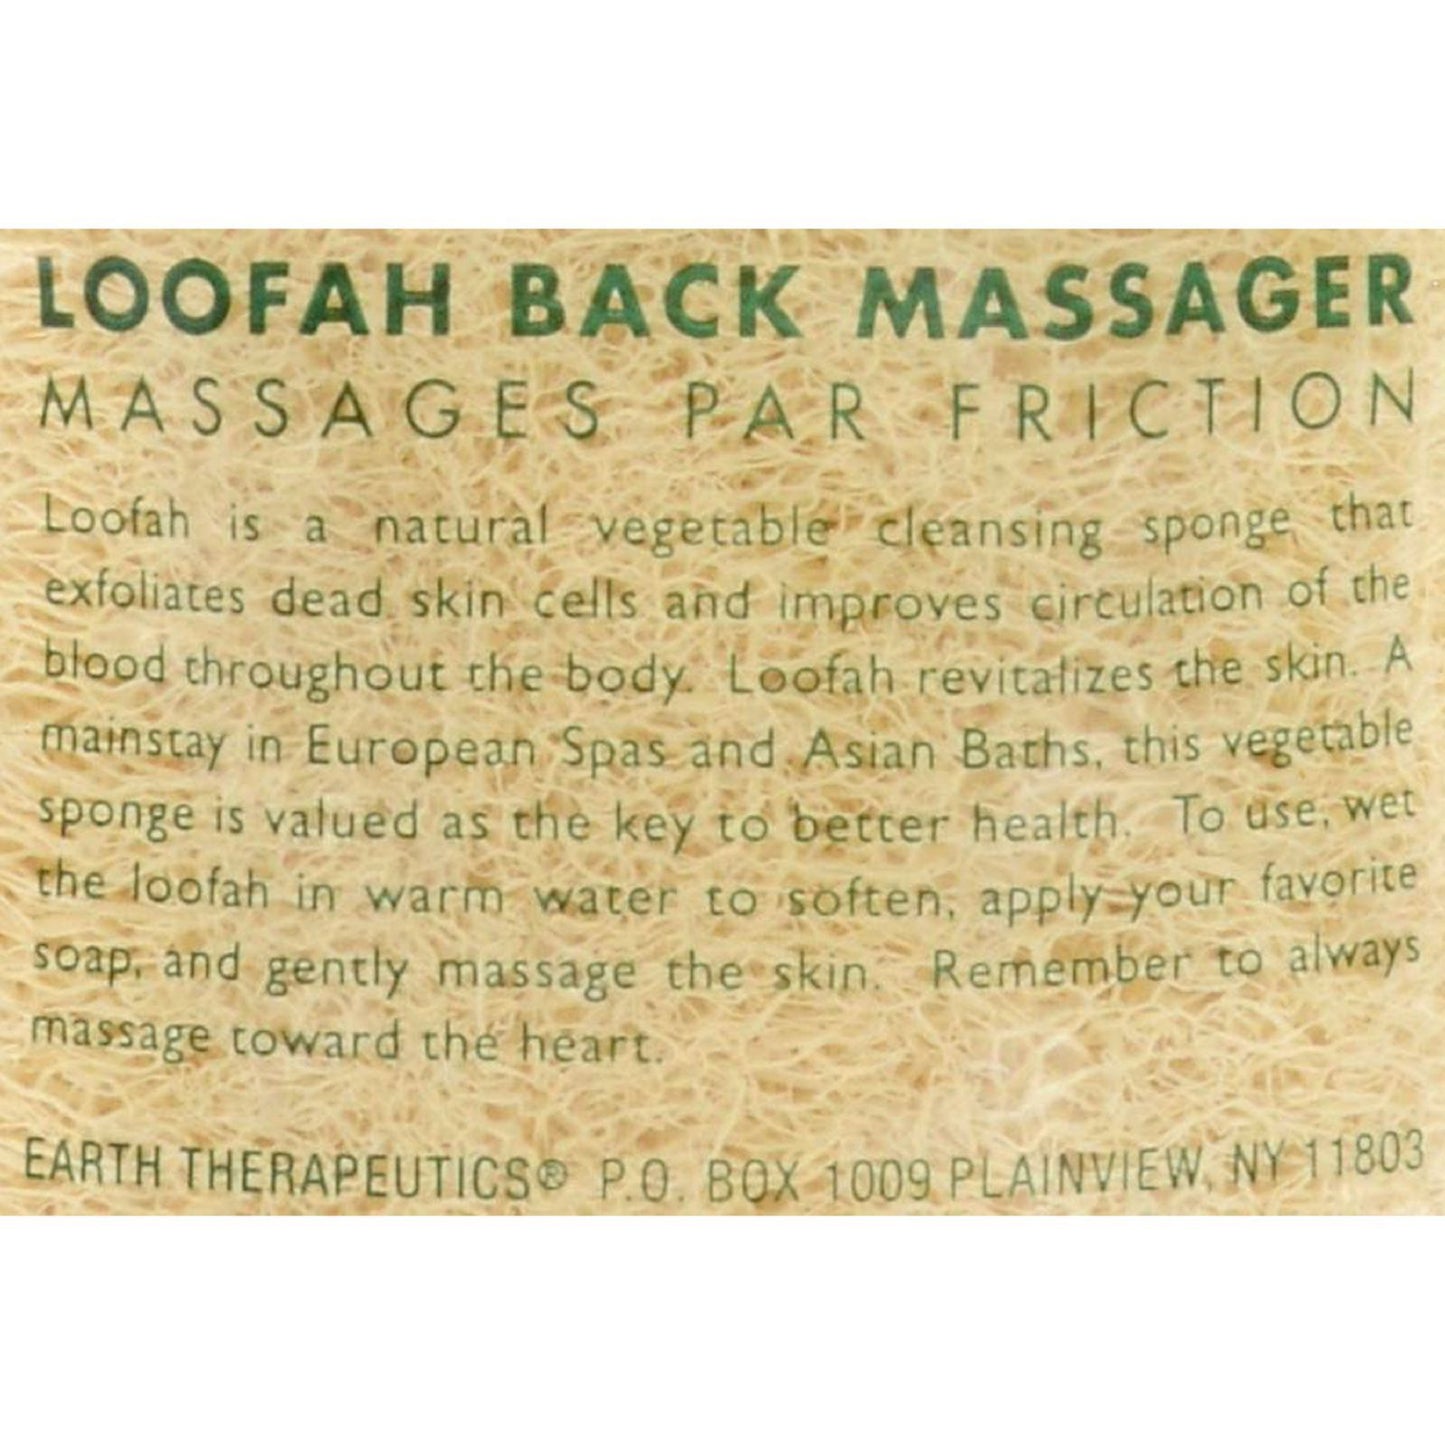 LOOFAH BACK MASSAGER
MASSAGES PAR FRICTION
Loofah is a natural vegetable cleansing sponge that
exfoliates dead skin cells and improves circulation of the
blood throughout the body. Loofah revitalizes the skin. A
mainstay in European Spas and Asian Baths, this vegetable
sponge is valued as the key to better health. To use, wet
the loofah in warm water to soften, apply your favorite
soap, and gently massage the skin. Remember to always
massage toward the heart.
EARTH THERAPEUTICS® P.O. BOX 1009 PLAINVIEW, NY 11803